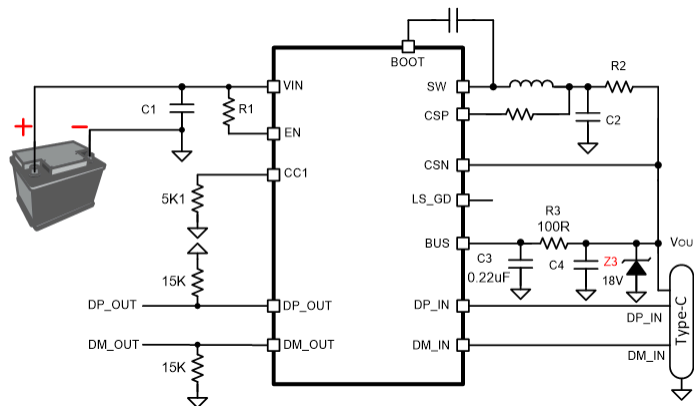 BOOT
VIN
SW
R2
C1
R1
CSP
C2
+
−
EN
CSN
CC1
5K1
LS_GD
R3
100R
BUS
VOU
C3
0.22uF
C4
Z3
18V
15K
DP_OUT
DP_OUT
DP_IN
DP_IN
Type-C
DM_OUT
DM_OUT
DM_IN
DM_IN
15K